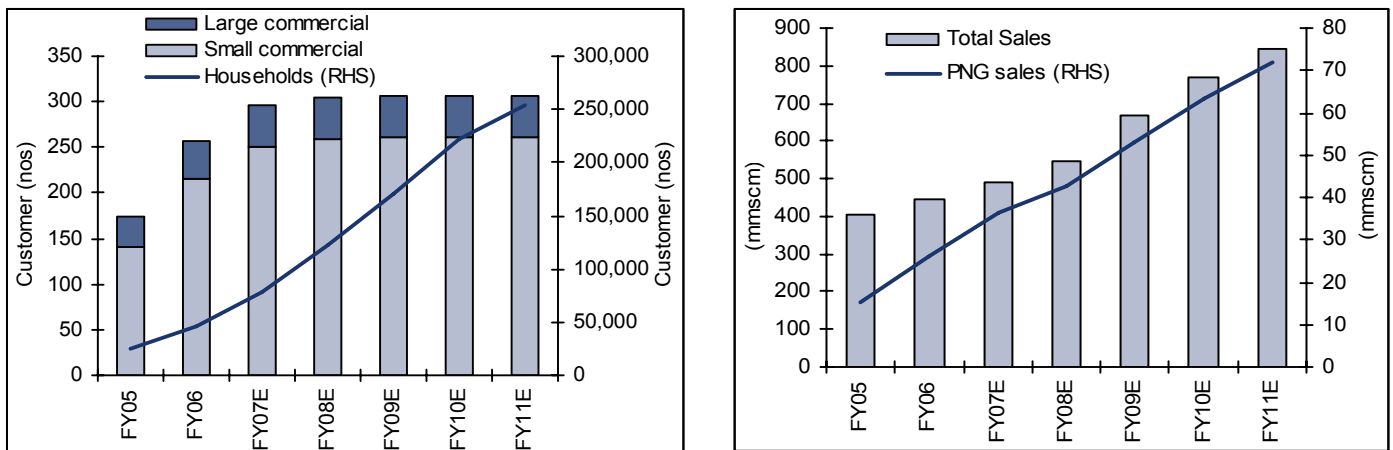 Large commercial
Small commercial
Households (RHS)
350
300
250
200
150
100
50
0
Customer (nos)
300,000
250,000
200,000
150,000
100,000
50,000
0
Customer (nos)
FY05
FY06
FY07E
FY08E
FY09E
FY10E
FY11E
Total Sales
PNG sales (RHS)
900
800
700
600
500
400
300
200
100
0
(mmscm)
80
70
60
50
40
30
20
10
0
(mmscm)
FY05
FY06
FY07E
FY08E
FY09E
FY10E
FY11E